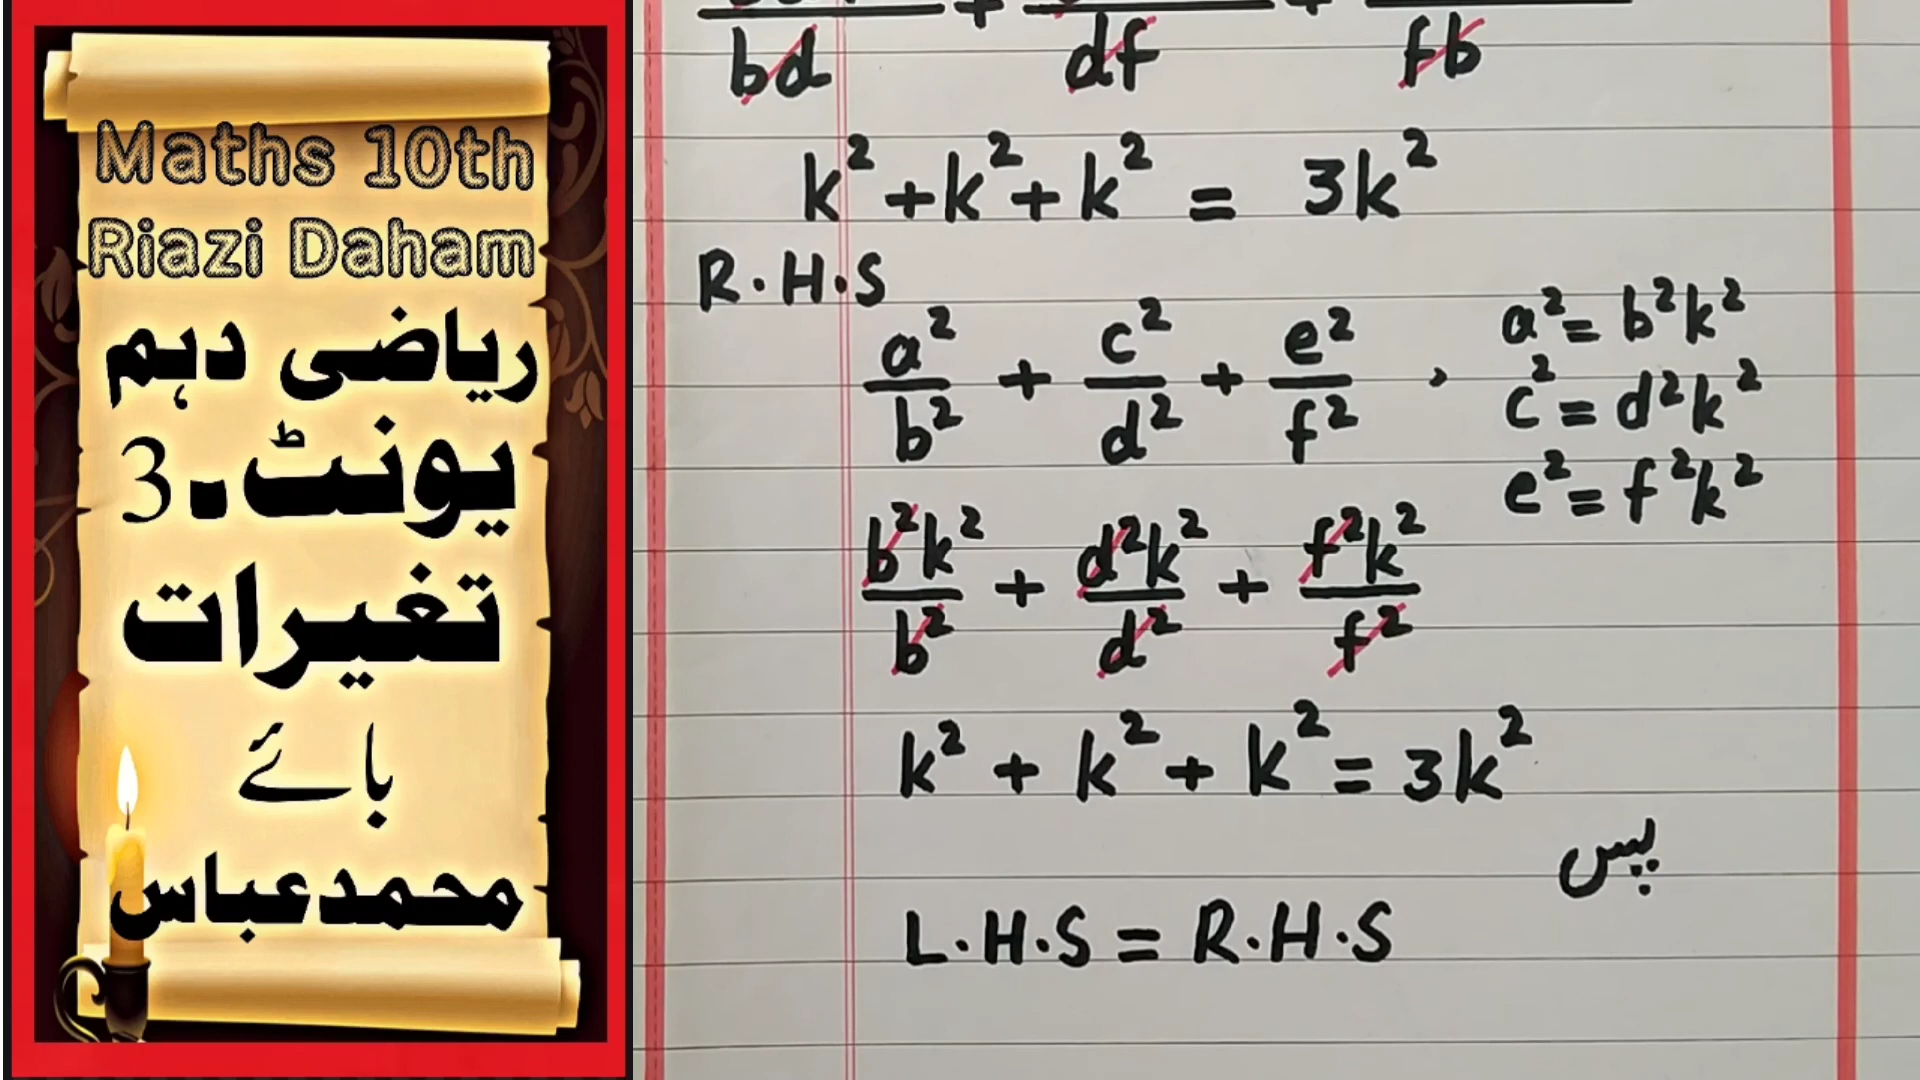 Maths 10th
Riazi Daham
ریاضی دہم
یونٹ۔3
تغیرات
بائے
محمد عباس
bd + df + fb
k² + k² + k² = 3k²
R.H.S
a²/b² + c²/d² + e²/f² ,
a² = b²k²
c² = d²k²
e² = f²k²
b²k²/b² + d²k²/d² + f²k²/f²
k² + k² + k² = 3k²
پس
L.H.S = R.H.S